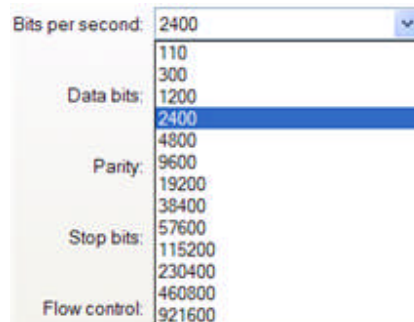 Bits per second: 2400
110
300
Data bits: 1200
2400
4800
Parity: 9600
19200
38400
Stop bits: 57600
115200
230400
460800
Flow control: 921600